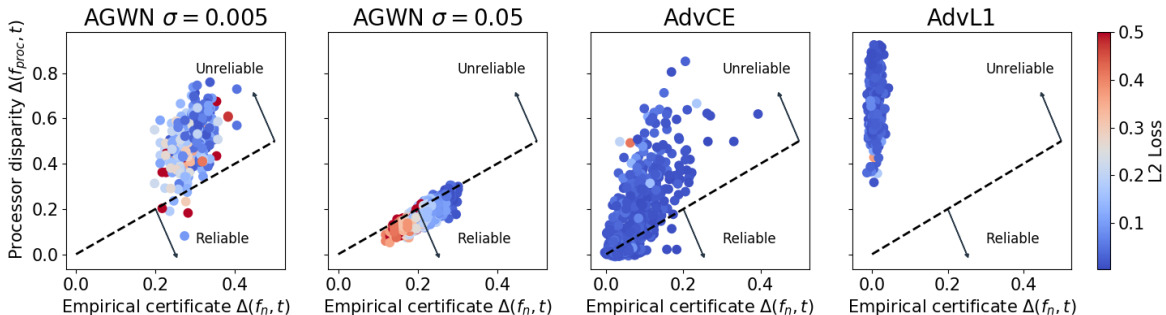 AGWN σ = 0.005
AGWN σ = 0.05
AdvCE
AdvL1
Processor disparity Δ(f_proc, t)
0.8
0.6
0.4
0.2
0.0
Unreliable
Reliable
Unreliable
Reliable
Unreliable
Reliable
Unreliable
Reliable
0.0 0.2 0.4
0.0 0.2 0.4
0.0 0.2 0.4
0.0 0.2 0.4
Empirical certificate Δ(f_n, t)
Empirical certificate Δ(f_n, t)
Empirical certificate Δ(f_n, t)
Empirical certificate Δ(f_n, t)
0.5
0.4
0.3
0.2
0.1
L2 Loss